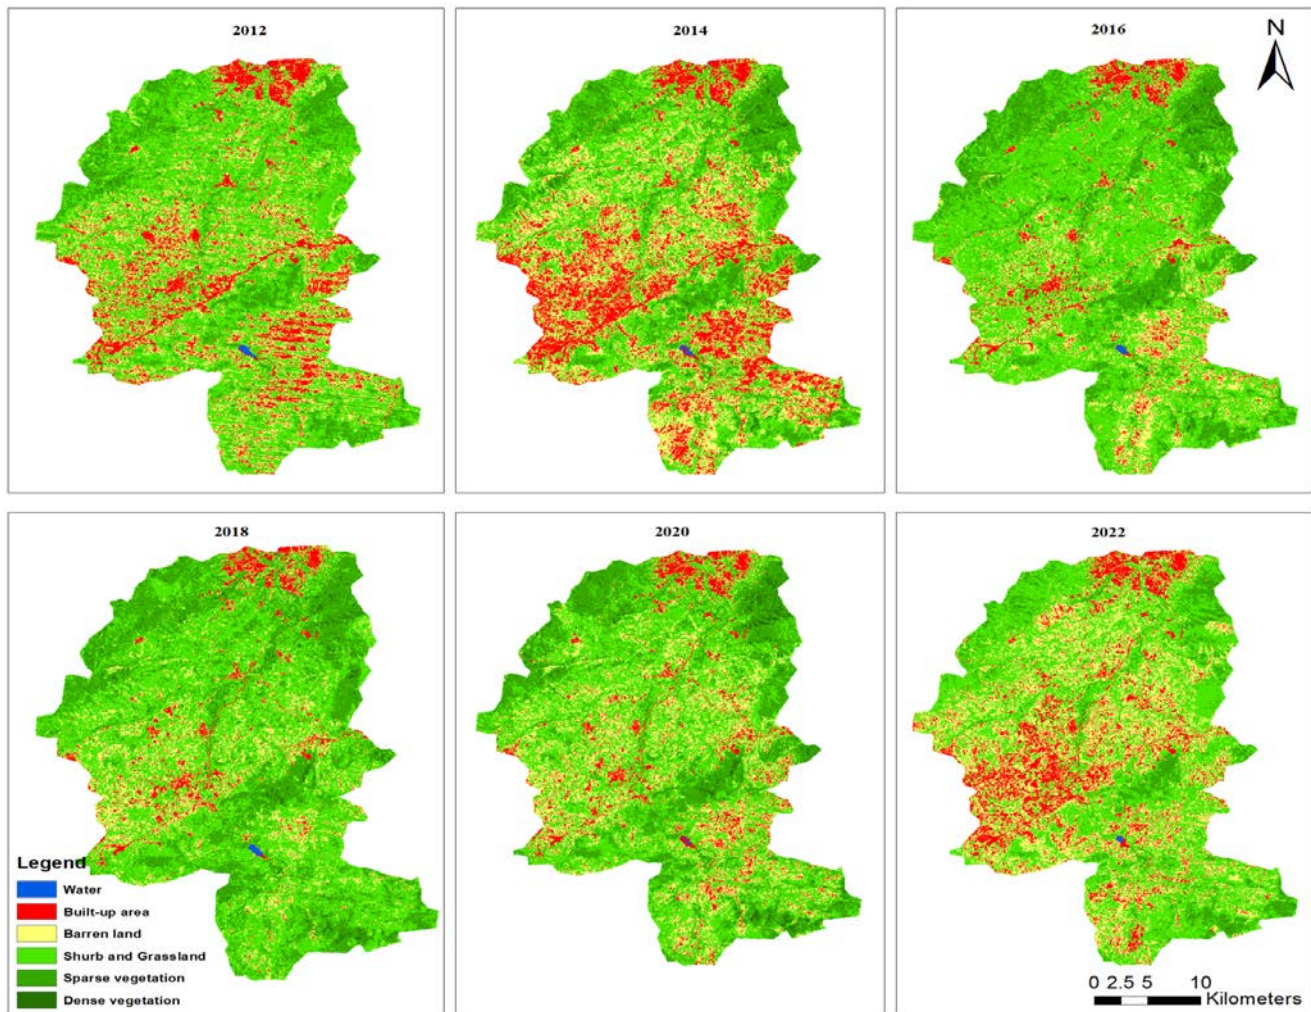 2012
2014
2016
N
2018
2020
2022
Legend
Water
Built-up area
Barren land
Shurb and Grassland
Sparse vegetation
Dense vegetation
0 2.5 5 10
Kilometers